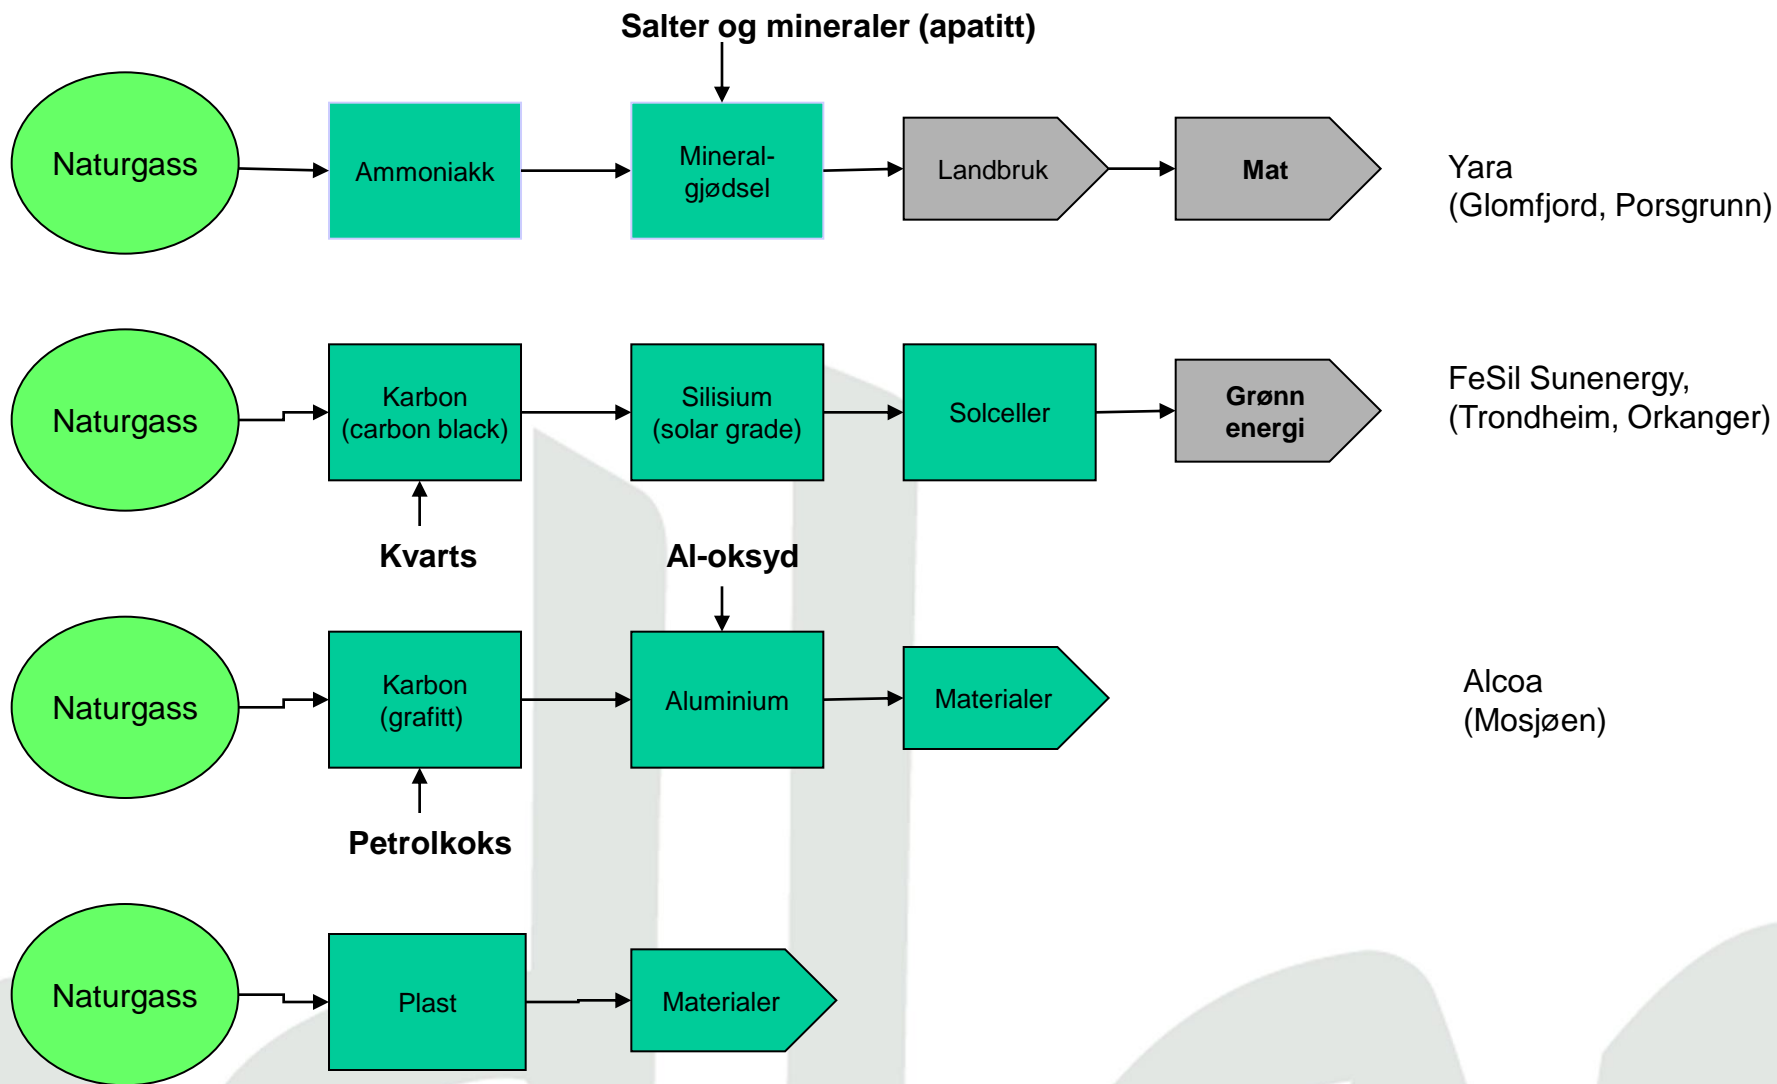 Salter og mineraler (apatitt)
Naturgass
Ammoniakk
Mineral-
gjødsel
Landbruk
Mat
Yara
(Glomfjord, Porsgrunn)
Naturgass
Karbon
(carbon black)
Silisium
(solar grade)
Solceller
Grønn
energi
FeSil Sunenergy,
(Trondheim, Orkanger)
Kvarts
Al-oksyd
Naturgass
Karbon
(grafitt)
Aluminium
Materialer
Alcoa
(Mosjøen)
Petrolkoks
Naturgass
Plast
Materialer